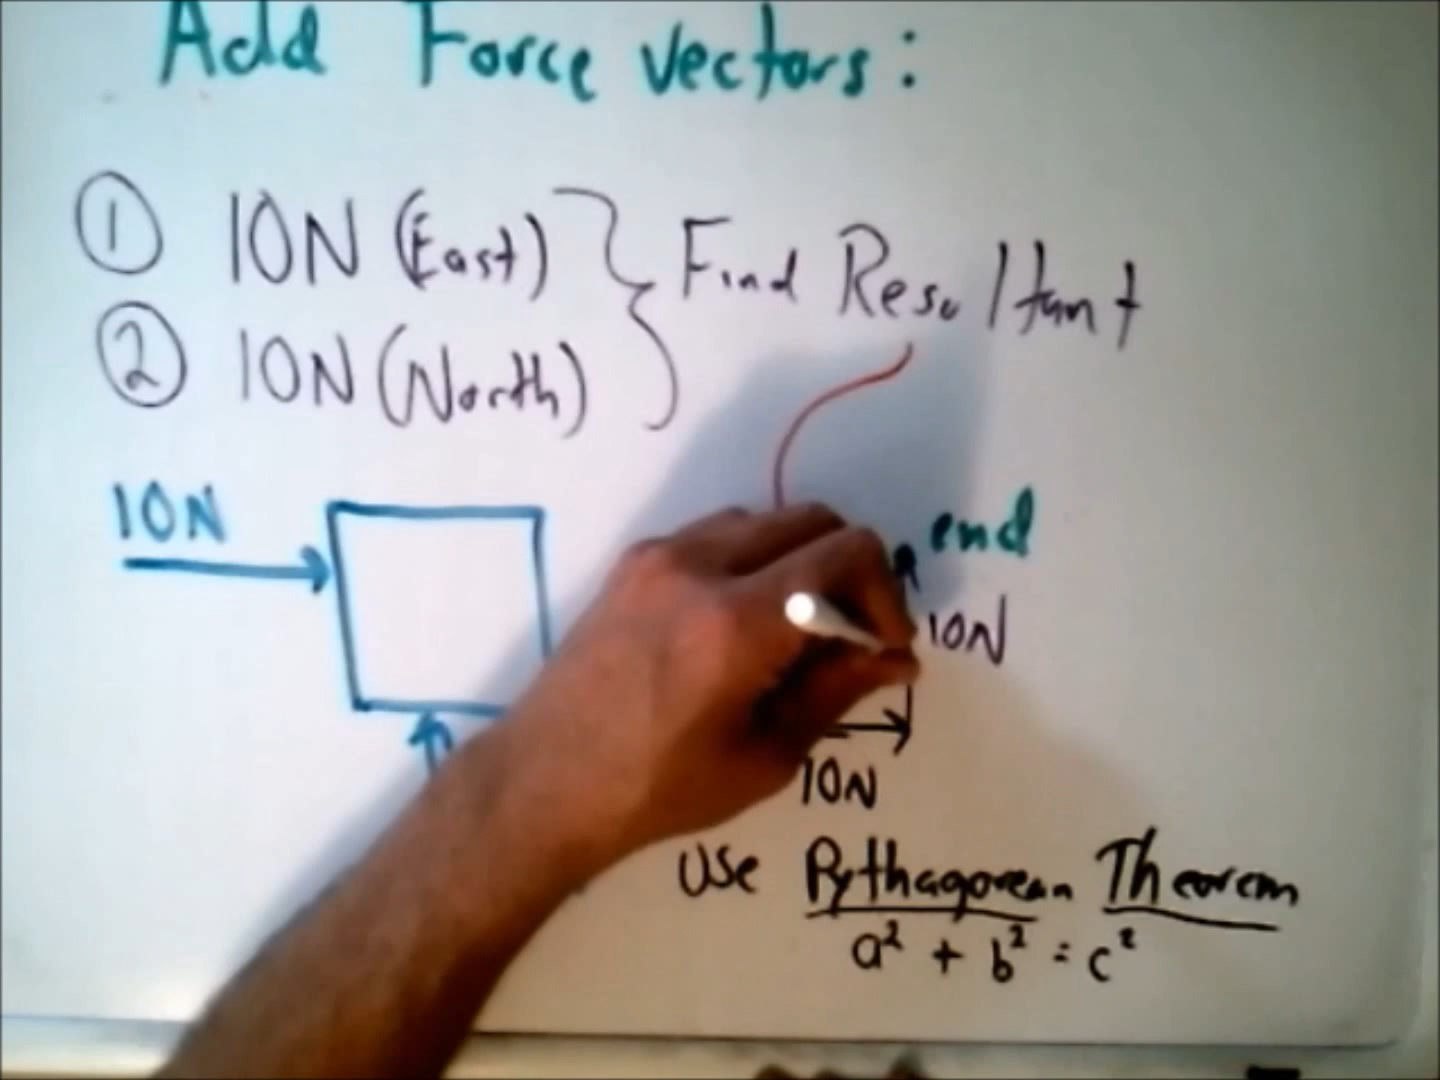 Add Force vectors:
① 10N (East)
② 10N (North)
Find Resultant
10N
end
10N
10N
Use Pythagorean Theorem
a² + b² = c²